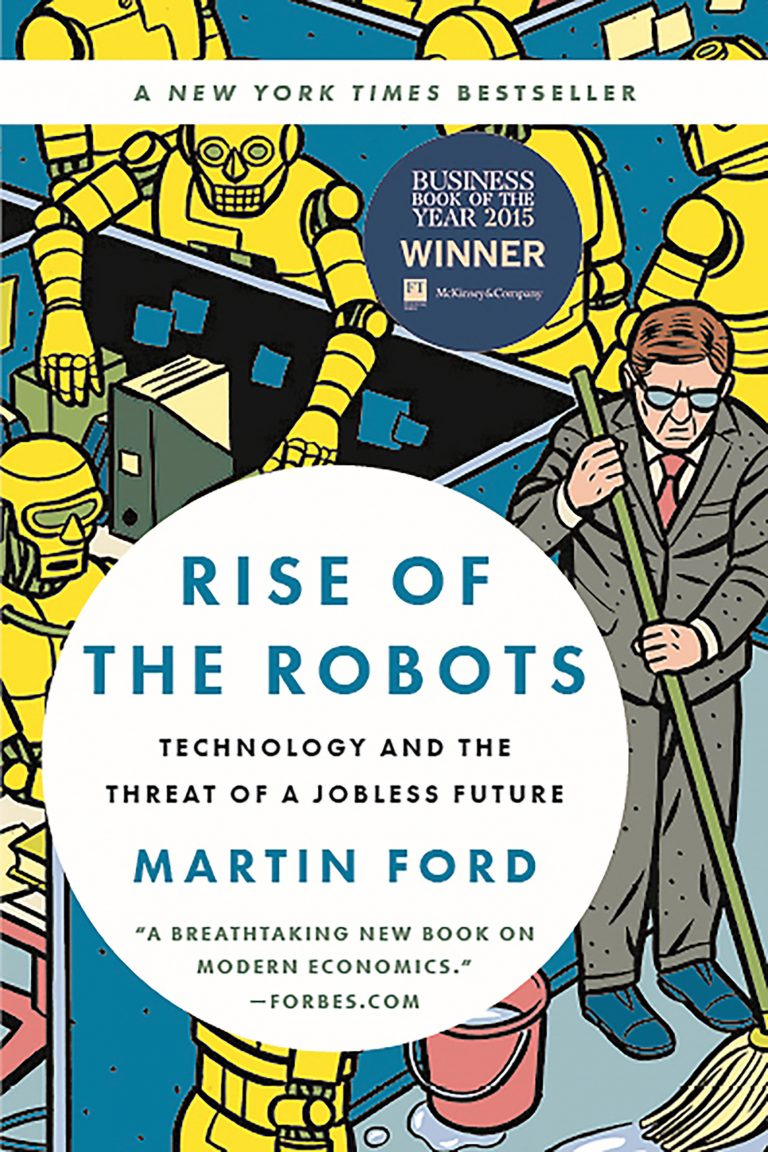 A NEW YORK TIMES BESTSELLER
BUSINESS
BOOK OF THE
YEAR 2015
WINNER
FT
McKinsey&Company
RISE OF
THE ROBOTS
TECHNOLOGY AND THE
THREAT OF A JOBLESS FUTURE
MARTIN FORD
“A BREATHTAKING NEW BOOK ON
MODERN ECONOMICS.”
—FORBES.COM